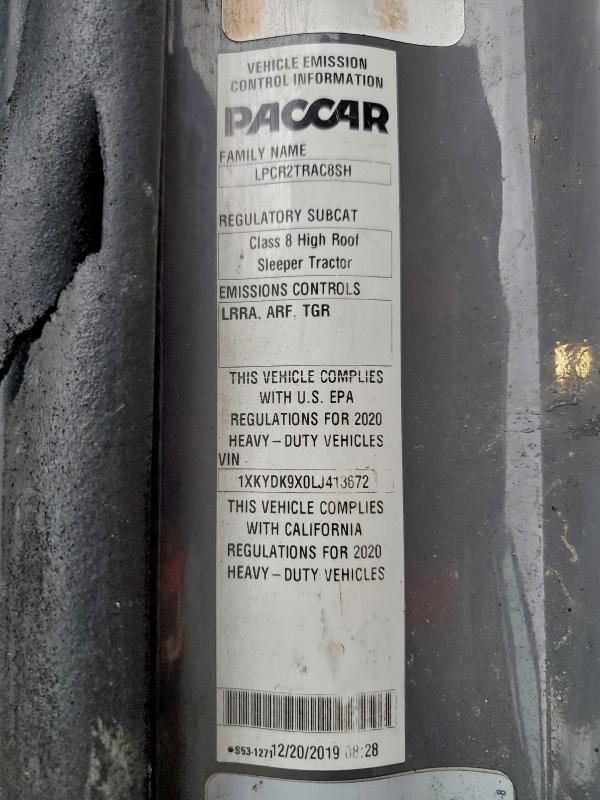 VEHICLE EMISSION
CONTROL INFORMATION
PACCAR
FAMILY NAME
LPCR2TRAC8SH
REGULATORY SUBCAT
Class 8 High Roof
Sleeper Tractor
EMISSIONS CONTROLS
LRRA, ARF, TGR
THIS VEHICLE COMPLIES
WITH U.S. EPA
REGULATIONS FOR 2020
HEAVY-DUTY VEHICLES
VIN
1XKYDK9X0LJ413672
THIS VEHICLE COMPLIES
WITH CALIFORNIA
REGULATIONS FOR 2020
HEAVY-DUTY VEHICLES
S53-1271 12/20/2019 08:28